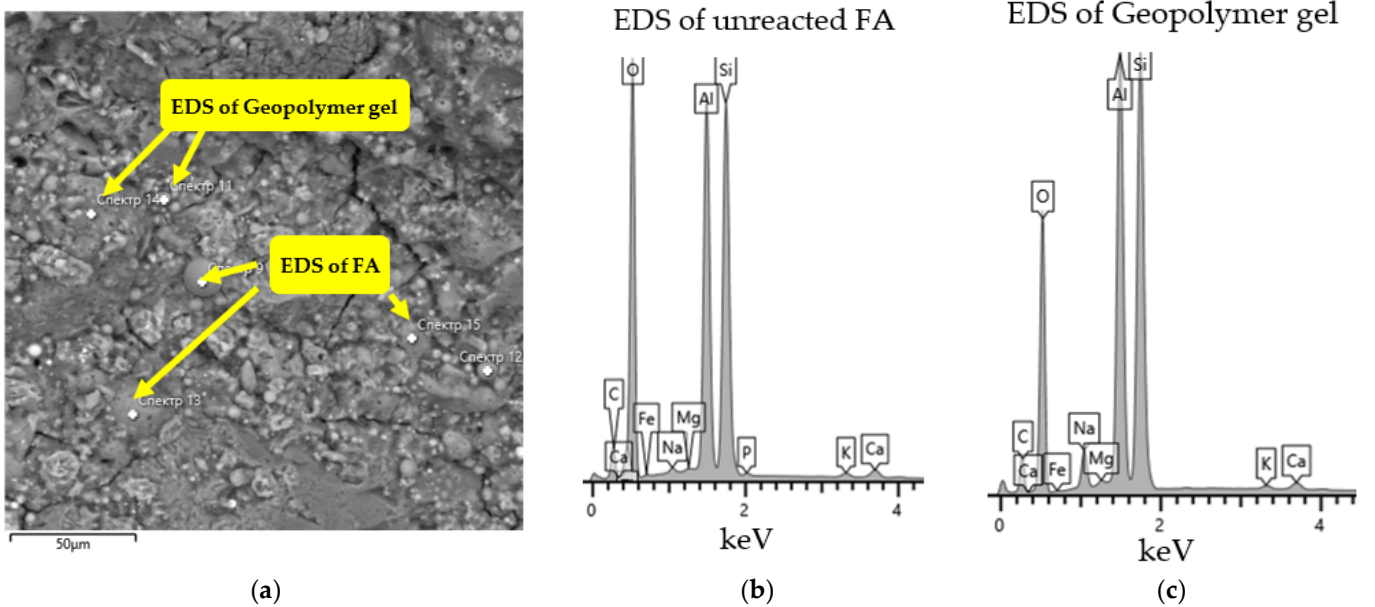 EDS of Geopolymer gel
Спектр 11
Спектр 14
Спектр 9
EDS of FA
Спектр 15
Спектр 12
Спектр 13
50µm
(a)
EDS of unreacted FA
O
Si
Al
C
Fe
Mg
Ca
Na
P
K
Ca
0
2
4
keV
(b)
EDS of Geopolymer gel
Si
Al
O
Na
C
Mg
Ca
Fe
K
Ca
0
2
4
keV
(c)